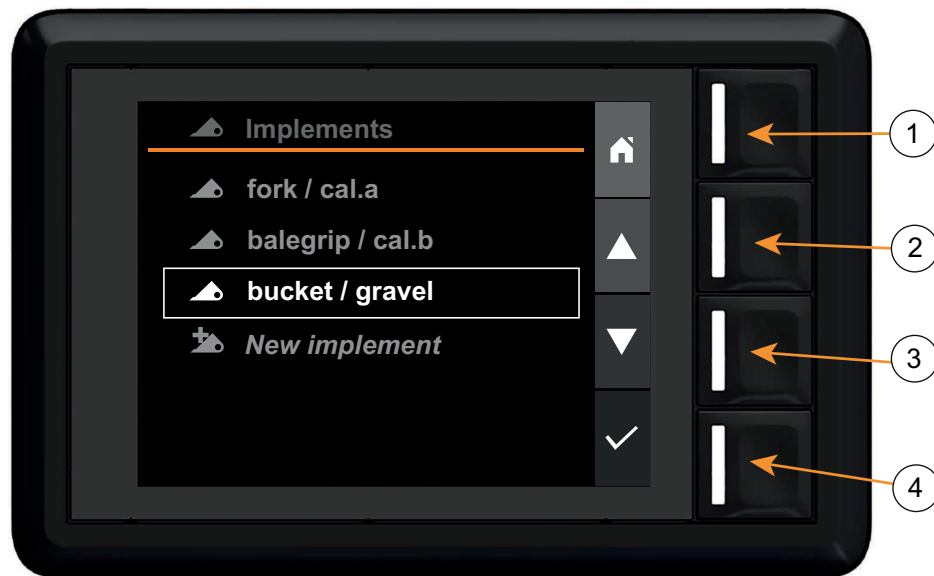 Implements
fork / cal.a
balegrip / cal.b
bucket / gravel
New implement
1
2
3
4